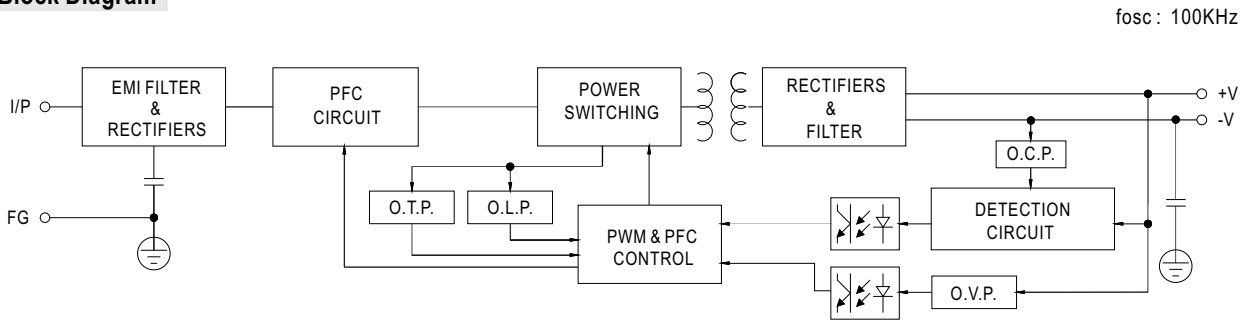 Block Diagram
fosc : 100KHz
I/P
EMI FILTER
&
RECTIFIERS
PFC
CIRCUIT
POWER
SWITCHING
RECTIFIERS
&
FILTER
+V
-V
O.C.P.
FG
O.T.P.
O.L.P.
PWM & PFC
CONTROL
DETECTION
CIRCUIT
O.V.P.